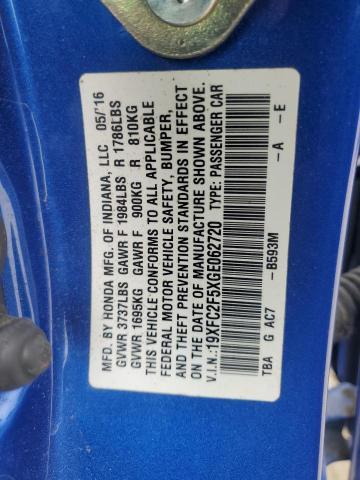 MFD. BY HONDA MFG. OF INDIANA, LLC 05/'16
GVWR 3737LBS GAWR F 1984LBS R 1786LBS
GVWR 1695KG GAWR F 900KG R 810KG
THIS VEHICLE CONFORMS TO ALL APPLICABLE
FEDERAL MOTOR VEHICLE SAFETY, BUMPER,
AND THEFT PREVENTION STANDARDS IN EFFECT
ON THE DATE OF MANUFACTURE SHOWN ABOVE.
V.I.N.:19XFC2F5XGE062720 TYPE: PASSENGER CAR
-B593M -A -E
TBA G AC7